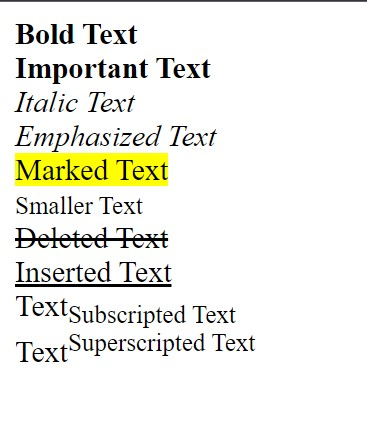 Bold Text
Important Text
Italic Text
Emphasized Text
Marked Text
Smaller Text
Deleted Text
Inserted Text
TextSubscripted Text
TextSuperscripted Text